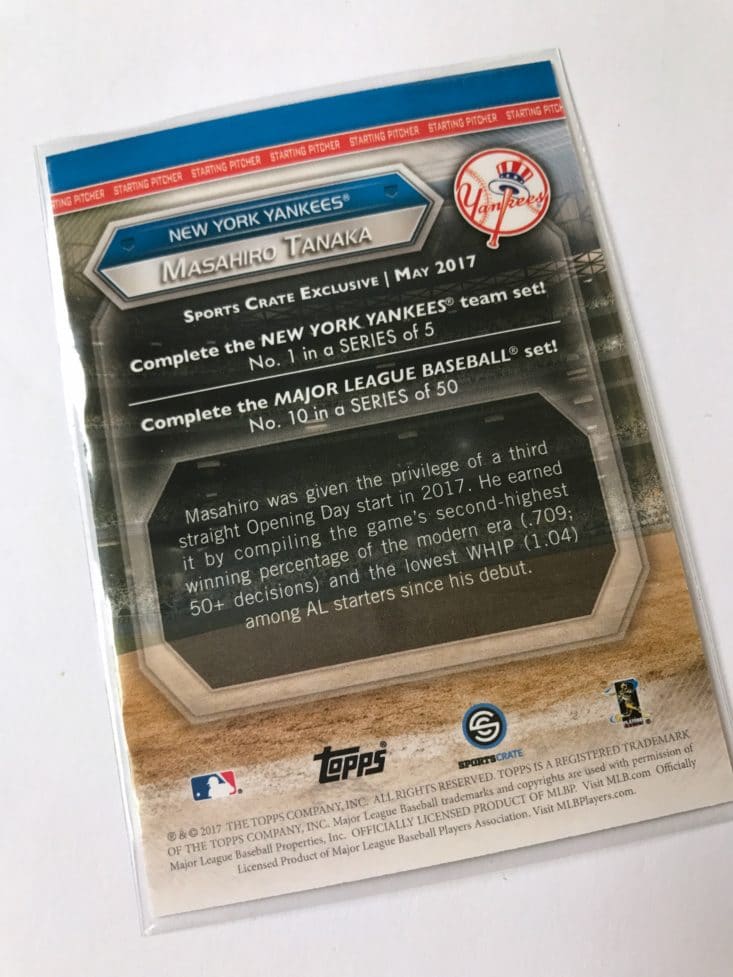 STARTING PITCHER STARTING PITCHER STARTING PITCHER STARTING PITCHER STARTING PITCHER
Yankees
NEW YORK YANKEES®
MASAHIRO TANAKA
SPORTS CRATE EXCLUSIVE | MAY 2017
Complete the NEW YORK YANKEES® team set!
No. 1 in a SERIES of 5
Complete the MAJOR LEAGUE BASEBALL® set!
No. 10 in a SERIES of 50
Masahiro was given the privilege of a third
straight Opening Day start in 2017. He earned
it by compiling the game's second-highest
winning percentage of the modern era (.709;
50+ decisions) and the lowest WHIP (1.04)
among AL starters since his debut.
Topps®
SPORTSCRATE
PLAYERS
®&© 2017 THE TOPPS COMPANY, INC. ALL RIGHTS RESERVED. TOPPS IS A REGISTERED TRADEMARK
OF THE TOPPS COMPANY, INC. Major League Baseball trademarks and copyrights are used with permission of
Major League Baseball Properties, Inc. OFFICIALLY LICENSED PRODUCT OF MLBP. Visit MLB.com Officially
Licensed Product of Major League Baseball Players Association. Visit MLBPlayers.com.